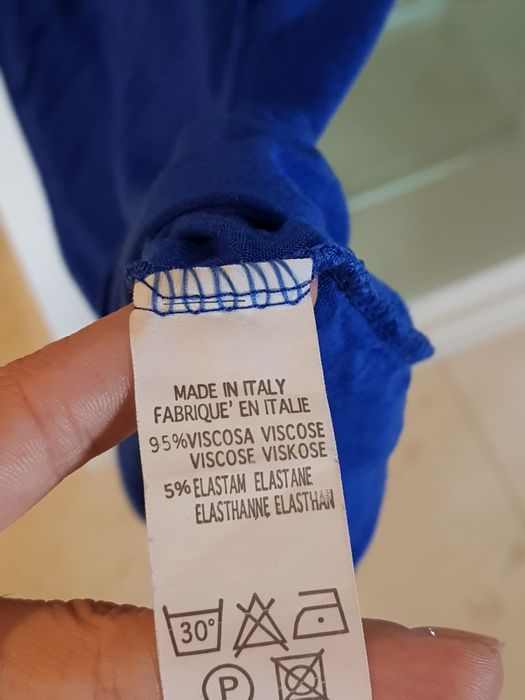 MADE IN ITALY
FABRIQUE' EN ITALIE
95%VISCOSA VISCOSE
VISCOSE VISKOSE
5% ELASTAM ELASTANE
ELASTHANNE ELASTHAN
30°
P